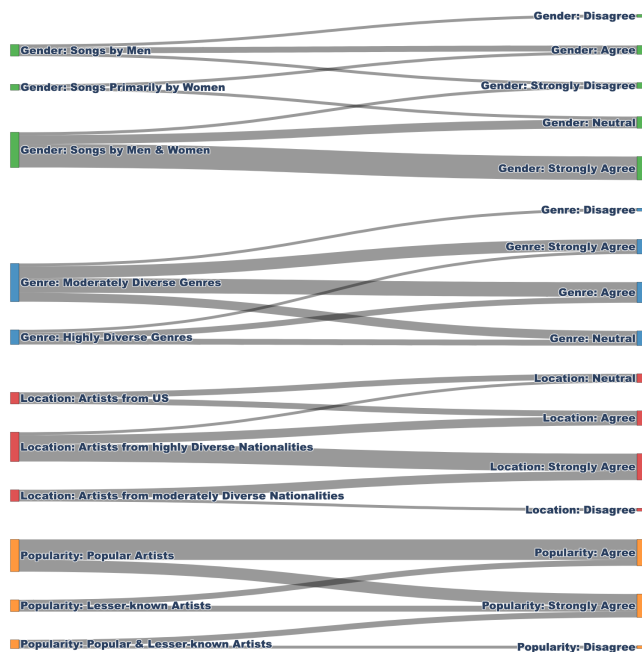 Gender: Disagree
Gender: Songs by Men
Gender: Agree
Gender: Songs Primarily by Women
Gender: Strongly Disagree
Gender: Neutral
Gender: Songs by Men & Women
Gender: Strongly Agree
Genre: Disagree
Genre: Strongly Agree
Genre: Moderately Diverse Genres
Genre: Agree
Genre: Highly Diverse Genres
Genre: Neutral
Location: Neutral
Location: Artists from US
Location: Agree
Location: Artists from highly Diverse Nationalities
Location: Strongly Agree
Location: Artists from moderately Diverse Nationalities
Location: Disagree
Popularity: Agree
Popularity: Popular Artists
Popularity: Lesser-known Artists
Popularity: Strongly Agree
Popularity: Popular & Lesser-known Artists
Popularity: Disagree